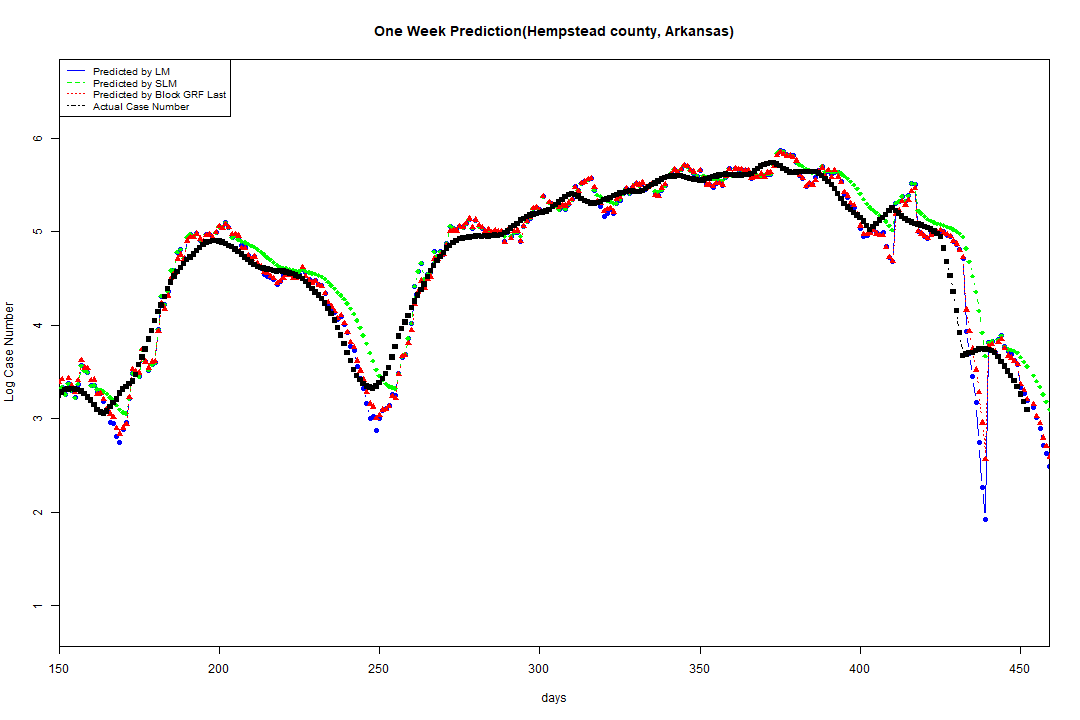 One Week Prediction(Hempstead county, Arkansas)
Predicted by LM
Predicted by SLM
Predicted by Block GRF Last
Actual Case Number
6
5
4
3
2
1
Log Case Number
150 200 250 300 350 400 450
days